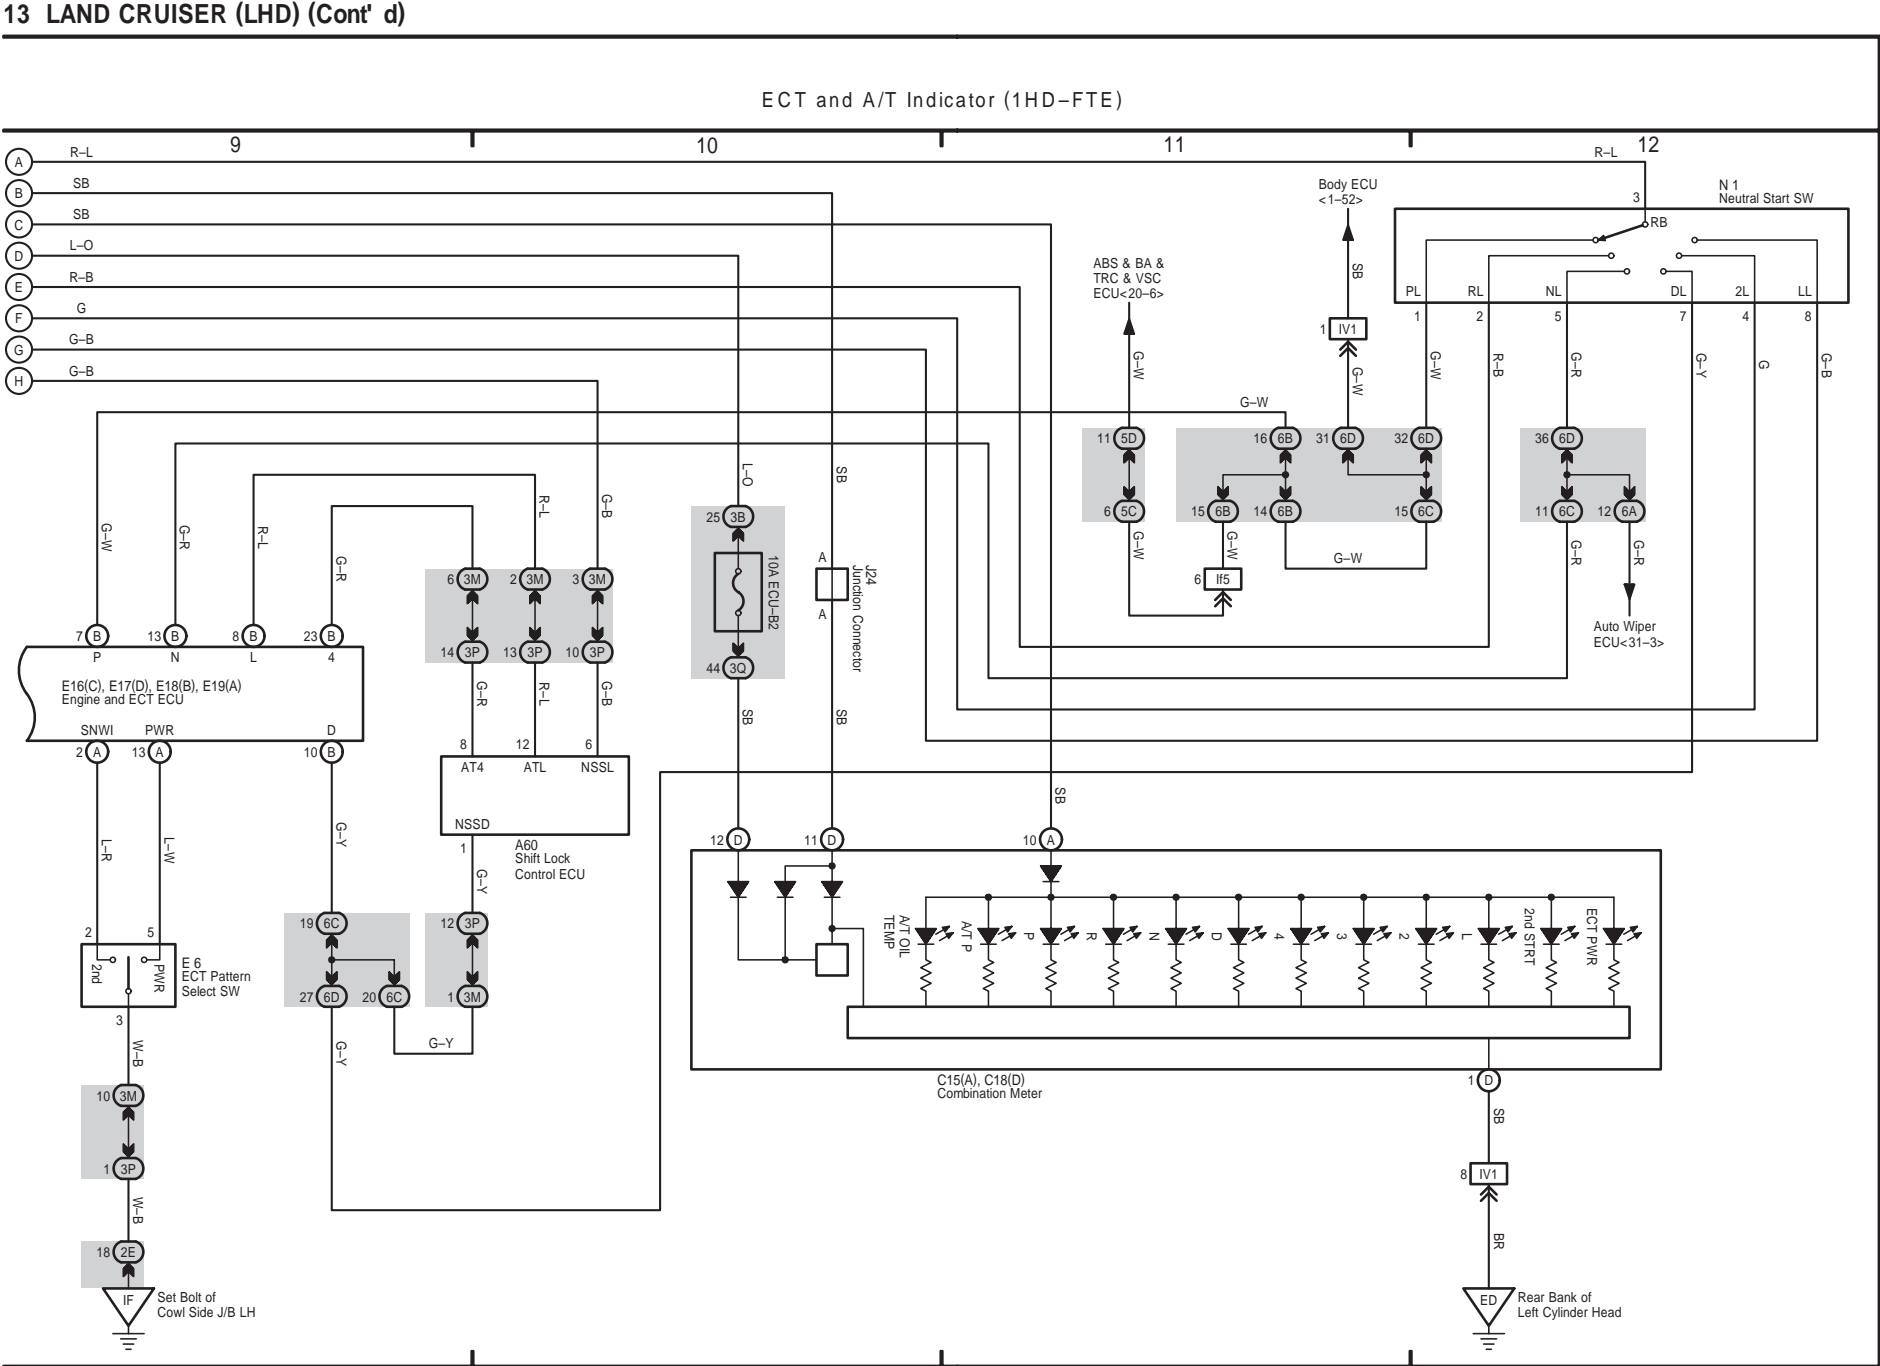 13 LAND CRUISER (LHD) (Cont' d)
ECT and A/T Indicator (1HD–FTE)
9
10
11
12
A
R–L
R–L
B
SB
C
SB
D
L–O
E
R–B
F
G
G
G–B
H
G–B
Body ECU
<1–52>
SB
1 IV1
G–W
ABS & BA &
TRC & VSC
ECU<20–6>
G–W
N 1
Neutral Start SW
3
RB
PL
RL
NL
DL
2L
LL
1
2
5
7
4
8
G–W
R–B
G–R
G–Y
G
G–B
G–W
11 5D
16 6B
31 6D
32 6D
36 6D
6 5C
15 6B
14 6B
15 6C
11 6C
12 6A
G–W
G–W
G–W
G–R
G–R
6 If5
Auto Wiper
ECU<31–3>
G–W
G–R
R–L
G–R
R–L
G–B
L–O
SB
25 3B
10A ECU–B2
44 3Q
SB
A
J24
Junction Connector
A
SB
6 3M
2 3M
3 3M
14 3P
13 3P
10 3P
G–R
R–L
G–B
7 B
13 B
8 B
23 B
P
N
L
4
E16(C), E17(D), E18(B), E19(A)
Engine and ECT ECU
SNWI
PWR
D
2 A
13 A
10 B
8
12
6
AT4
ATL
NSSL
NSSD
1
A60
Shift Lock
Control ECU
L–R
L–W
G–Y
G–Y
19 6C
12 3P
27 6D
20 6C
1 3M
G–Y
G–Y
2
5
2nd
PWR
E 6
ECT Pattern
Select SW
3
W–B
10 3M
1 3P
W–B
18 2E
IF
Set Bolt of
Cowl Side J/B LH
SB
12 D
11 D
10 A
A/T OIL
TEMP
A/T P
P
R
N
D
4
3
2
L
2nd STRT
ECT PWR
C15(A), C18(D)
Combination Meter
1 D
SB
8 IV1
BR
ED
Rear Bank of
Left Cylinder Head